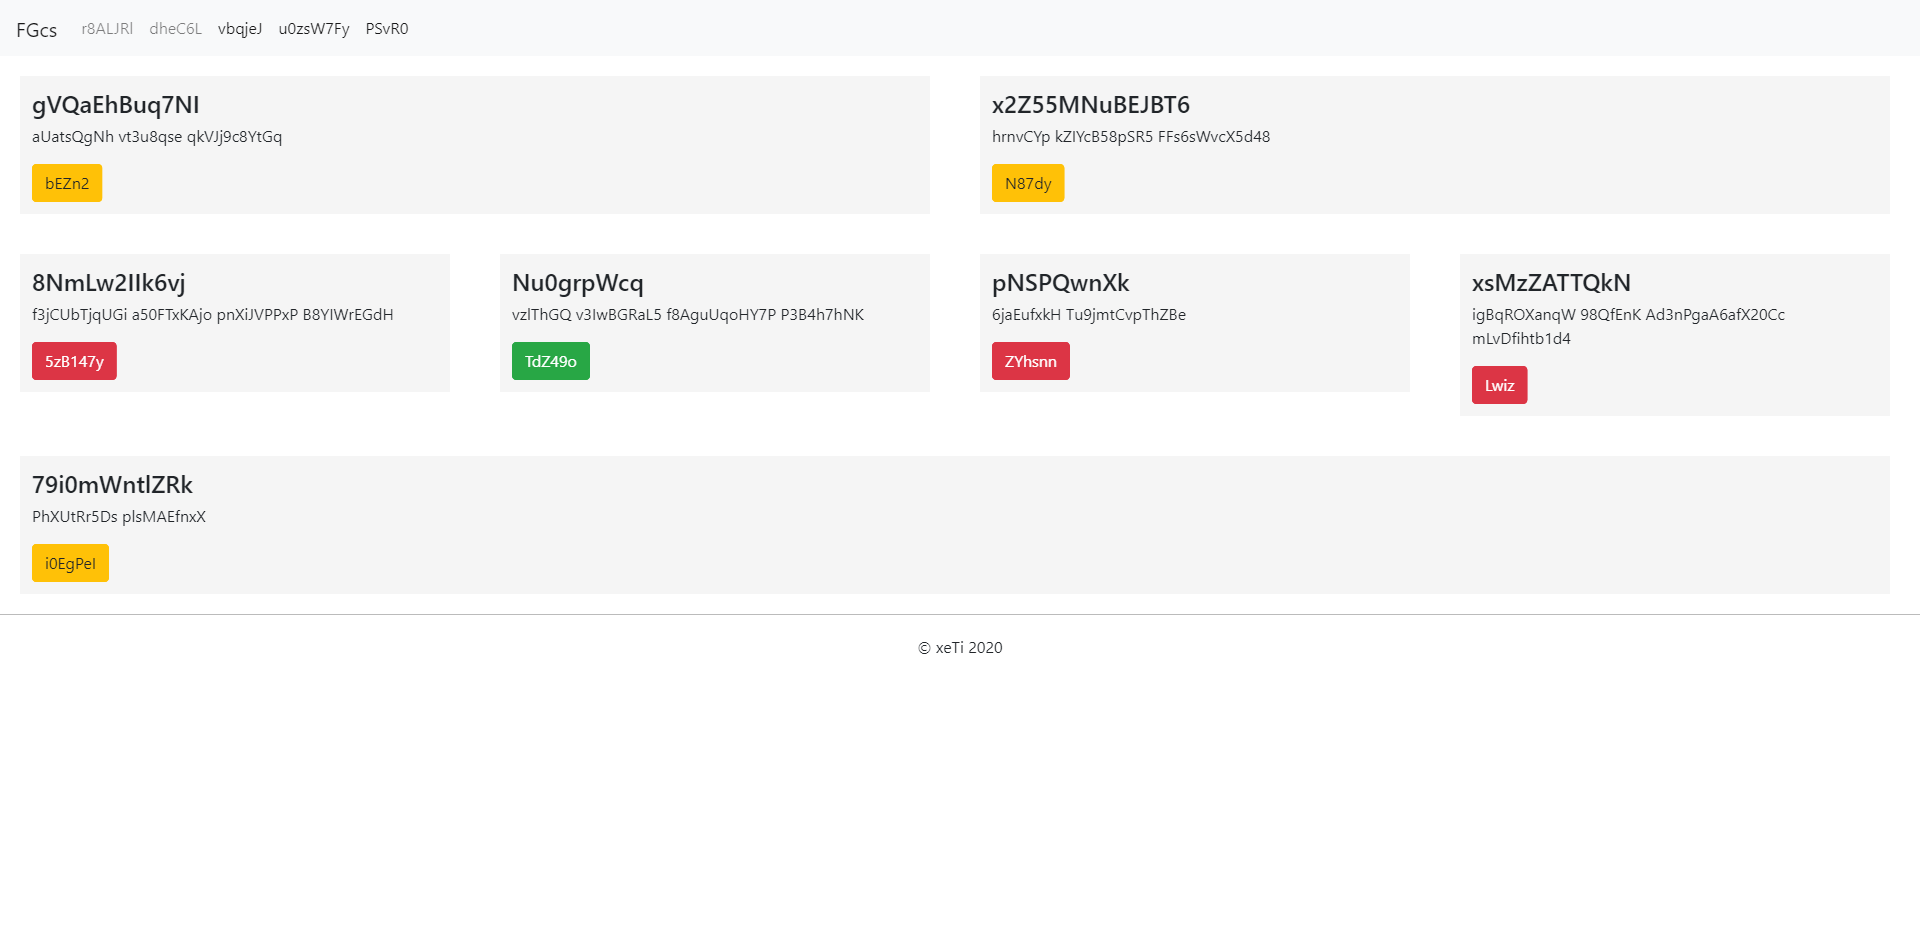 FGcs r8ALJRl dheC6L vbqjeJ u0zsW7Fy PSvR0
gVQaEhBuq7NI
aUatsQgNh vt3u8qse qkVJj9c8YtGq
bEZn2
x2Z55MNuBEJBT6
hrnvCYp kZIYcB58pSR5 FFs6sWvcX5d48
N87dy
8NmLw2IIk6vj
f3jCUbTjqUGi a50FTxKAjo pnXiJVPPxP B8YIWrEGdH
5zB147y
Nu0grpWcq
vzlThGQ v3IwBGRaL5 f8AguUqoHY7P P3B4h7hNK
TdZ49o
pNSPQwnXk
6jaEufxkH Tu9jmtCvpThZBe
ZYhsnn
xsMzZATTQkN
igBqROXanqW 98QfEnK Ad3nPgaA6afX20Cc
mLvDfihtb1d4
Lwiz
79i0mWntlZRk
PhXUtRr5Ds plsMAEfnxX
i0EgPeI
© xeTi 2020